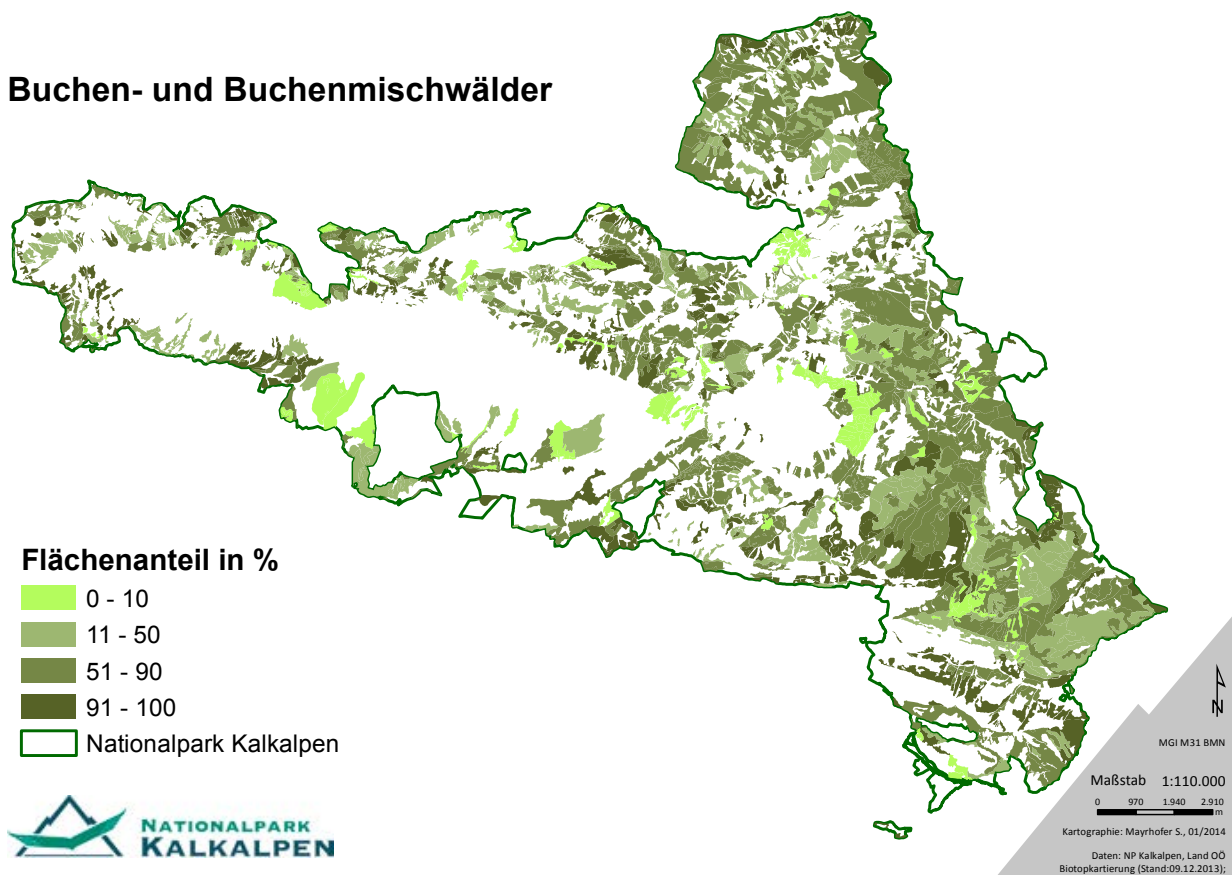 Buchen- und Buchenmischwälder
Flächenanteil in %
0 - 10
11 - 50
51 - 90
91 - 100
Nationalpark Kalkalpen
NATIONALPARK
KALKALPEN
N
MGI M31 BMN
Maßstab 1:110.000
0 970 1.940 2.910
m
Kartographie: Mayrhofer S., 01/2014
Daten: NP Kalkalpen, Land OÖ
Biotopkartierung (Stand:09.12.2013);